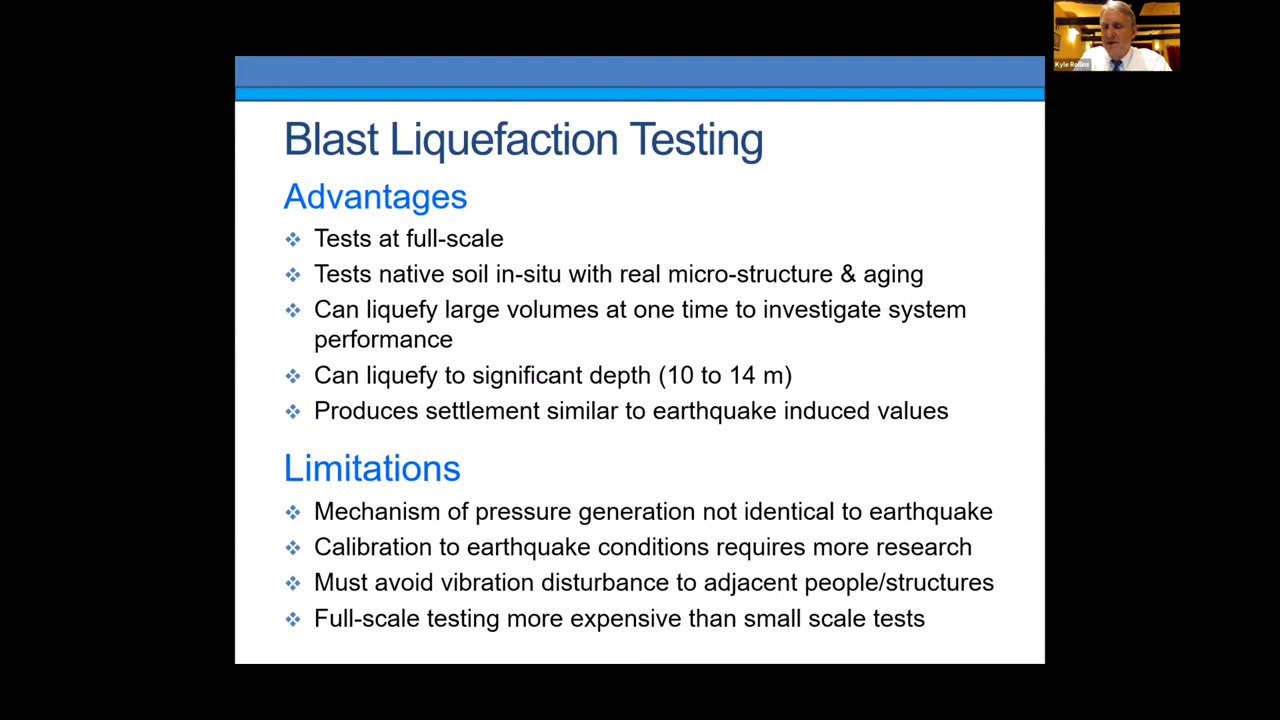 Kyle Rollins
Blast Liquefaction Testing
Advantages
Tests at full-scale
Tests native soil in-situ with real micro-structure & aging
Can liquefy large volumes at one time to investigate system
performance
Can liquefy to significant depth (10 to 14 m)
Produces settlement similar to earthquake induced values
Limitations
Mechanism of pressure generation not identical to earthquake
Calibration to earthquake conditions requires more research
Must avoid vibration disturbance to adjacent people/structures
Full-scale testing more expensive than small scale tests